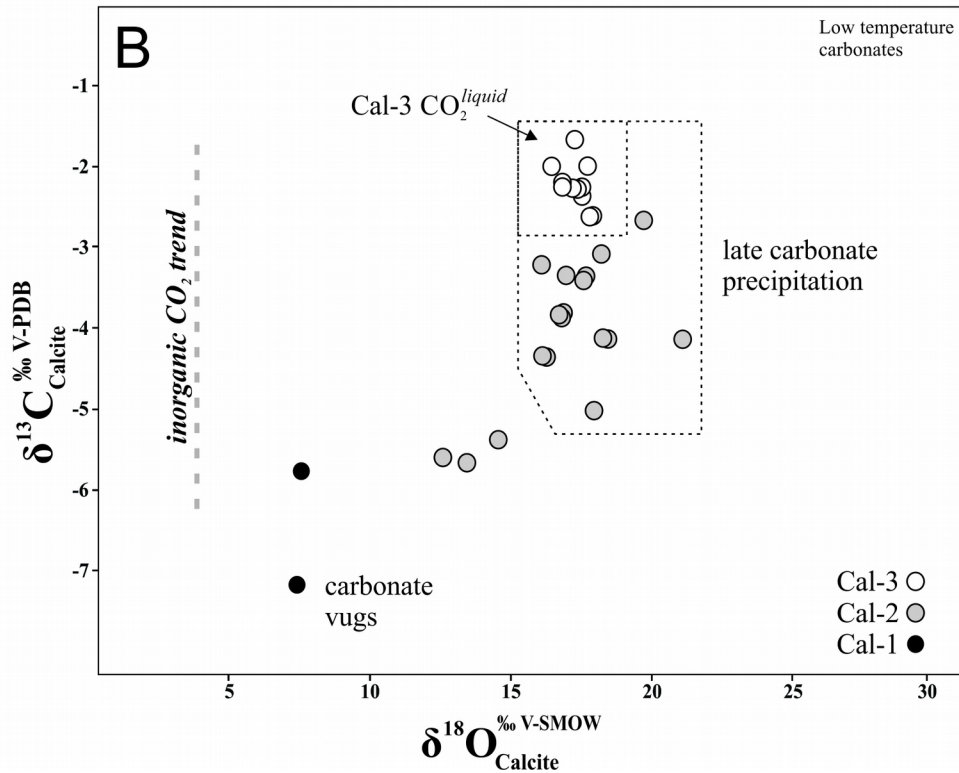 B
Low temperature
carbonates
Cal-3 CO₂ˡⁱᑫᵘⁱᵈ
-1
-2
-3
-4
-5
-6
-7
inorganic CO₂ trend
late carbonate
precipitation
carbonate
vugs
Cal-3
Cal-2
Cal-1
5 10 15 20 25 30
δ¹³C ‰ V-PDB Calcite
δ¹⁸O ‰ V-SMOW Calcite